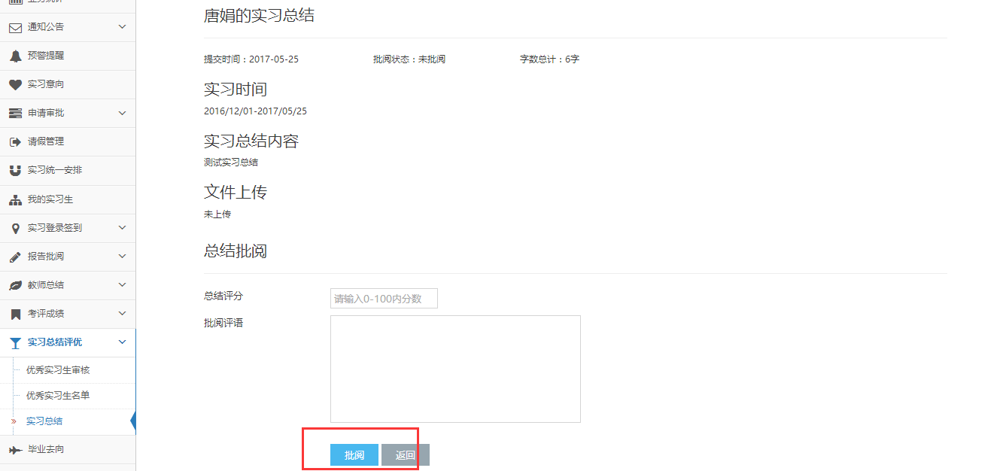 通知公告
预警提醒
实习意向
申请审批
请假管理
实习统一安排
我的实习生
实习登录签到
报告批阅
教师总结
考评成绩
实习总结评优
优秀实习生审核
优秀实习生名单
实习总结
毕业去向
唐娟的实习总结
提交时间：2017-05-25 批阅状态：未批阅 字数总计：6字
实习时间
2016/12/01-2017/05/25
实习总结内容
测试实习总结
文件上传
未上传
总结批阅
总结评分 请输入0-100内分数
批阅评语
批阅 返回